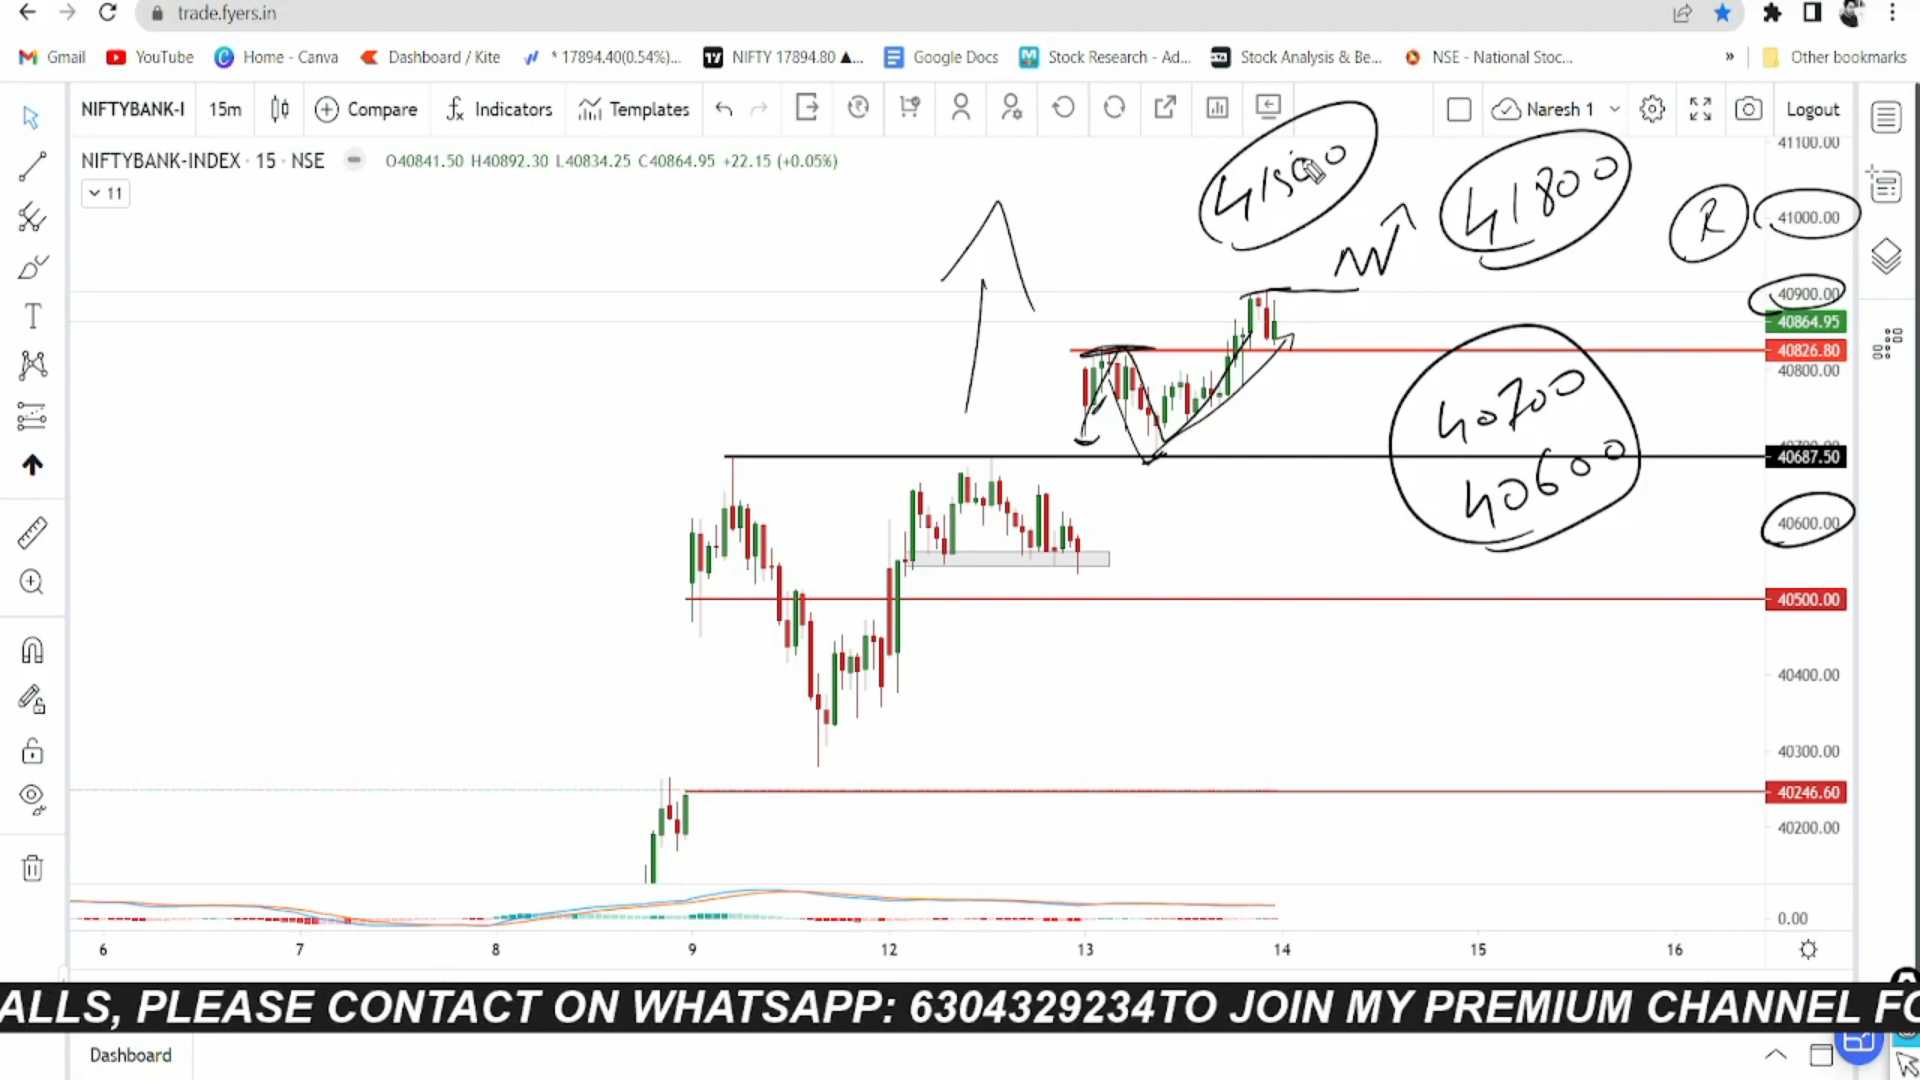 trade.fyers.in
Gmail YouTube Home - Canva Dashboard / Kite * 17894.40(0.54%)... NIFTY 17894.80 ▲... Google Docs Stock Research - Ad... Stock Analysis & Be... NSE - National Stoc... » Other bookmarks
NIFTYBANK-I 15m Compare Indicators Templates Naresh 1 Logout
NIFTYBANK-INDEX · 15 · NSE O40841.50 H40892.30 L40834.25 C40864.95 +22.15 (+0.05%)
11
41100.00
41800
R
41000.00
40900.00
40864.95
40826.80
40800.00
40700
40687.50
40600
40600.00
40500.00
40400.00
40300.00
40246.60
40200.00
0.00
6 7 8 9 12 13 14 15 16
ALLS, PLEASE CONTACT ON WHATSAPP: 6304329234TO JOIN MY PREMIUM CHANNEL FO
Dashboard